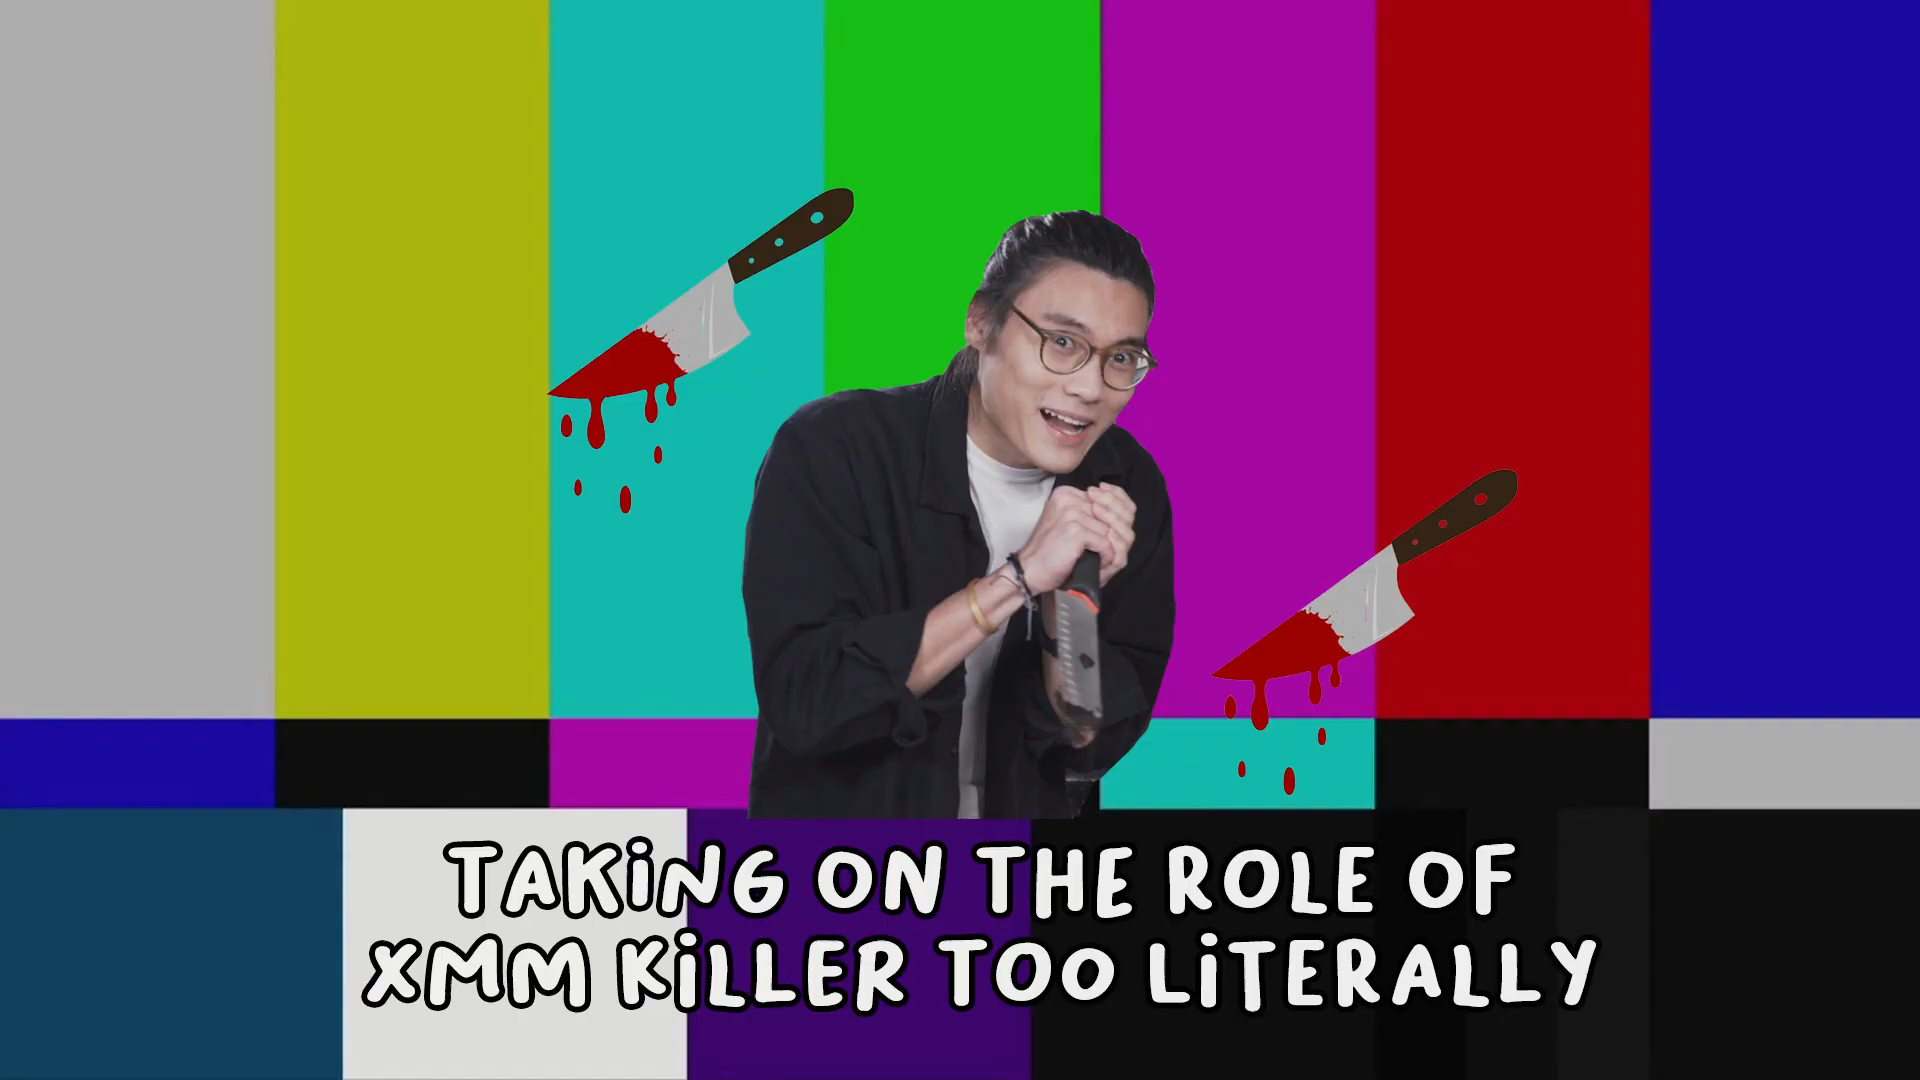 TAKING ON THE ROLE OF
XMM KILLER TOO LITERALLY